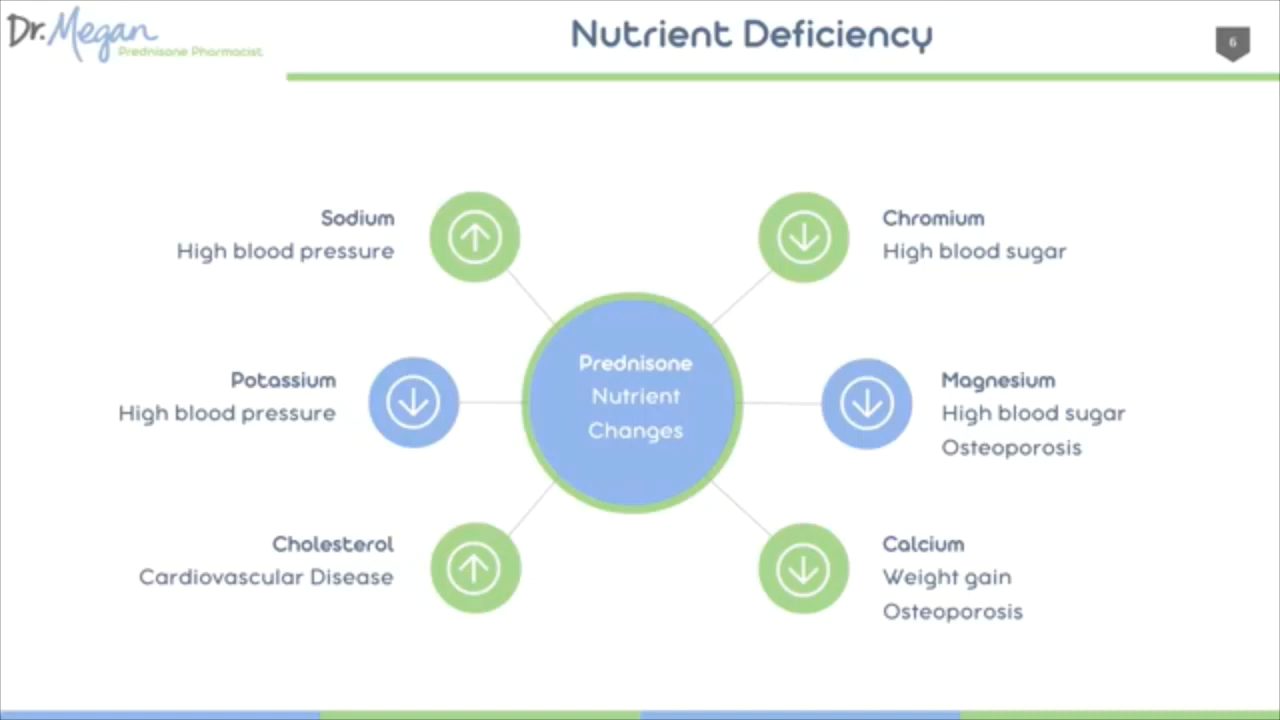 Dr. Megan
Prednisone Pharmacist
Nutrient Deficiency
6
Sodium
High blood pressure
Potassium
High blood pressure
Cholesterol
Cardiovascular Disease
Prednisone
Nutrient
Changes
Chromium
High blood sugar
Magnesium
High blood sugar
Osteoporosis
Calcium
Weight gain
Osteoporosis